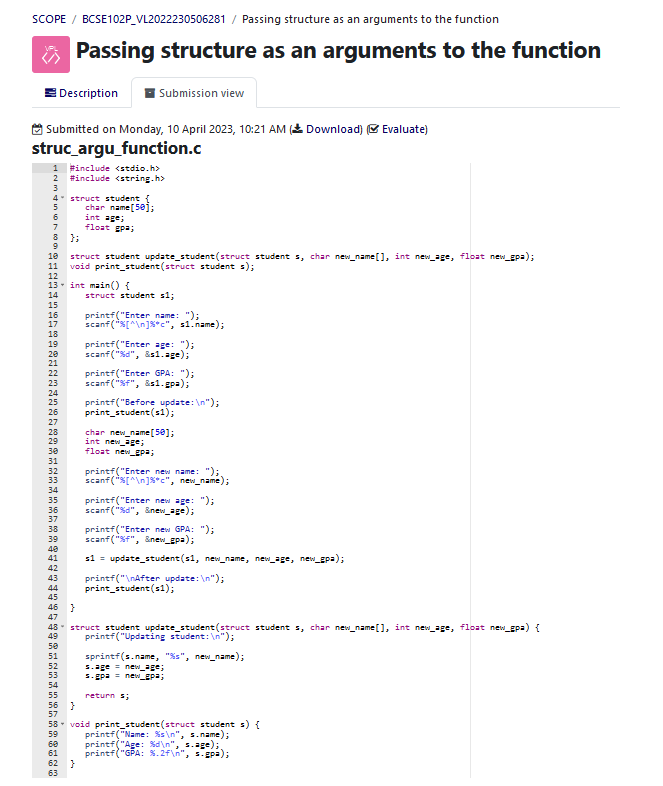 SCOPE / BCSE102P_VL2022230506281 / Passing structure as an arguments to the function
VPL
</>
Passing structure as an arguments to the function
Description
Submission view
Submitted on Monday, 10 April 2023, 10:21 AM (Download) (Evaluate)
struc_argu_function.c
1 #include <stdio.h>
2 #include <string.h>
3
4 struct student {
5     char name[50];
6     int age;
7     float gpa;
8 };
9
10 struct student update_student(struct student s, char new_name[], int new_age, float new_gpa);
11 void print_student(struct student s);
12
13 int main() {
14     struct student s1;
15
16     printf("Enter name: ");
17     scanf("%[^\n]%*c", s1.name);
18
19     printf("Enter age: ");
20     scanf("%d", &s1.age);
21
22     printf("Enter GPA: ");
23     scanf("%f", &s1.gpa);
24
25     printf("Before update:\n");
26     print_student(s1);
27
28     char new_name[50];
29     int new_age;
30     float new_gpa;
31
32     printf("Enter new name: ");
33     scanf("%[^\n]%*c", new_name);
34
35     printf("Enter new age: ");
36     scanf("%d", &new_age);
37
38     printf("Enter new GPA: ");
39     scanf("%f", &new_gpa);
40
41     s1 = update_student(s1, new_name, new_age, new_gpa);
42
43     printf("\nAfter update:\n");
44     print_student(s1);
45
46 }
47
48 struct student update_student(struct student s, char new_name[], int new_age, float new_gpa) {
49     printf("Updating student:\n");
50
51     sprintf(s.name, "%s", new_name);
52     s.age = new_age;
53     s.gpa = new_gpa;
54
55     return s;
56 }
57
58 void print_student(struct student s) {
59     printf("Name: %s\n", s.name);
60     printf("Age: %d\n", s.age);
61     printf("GPA: %.2f\n", s.gpa);
62 }
63